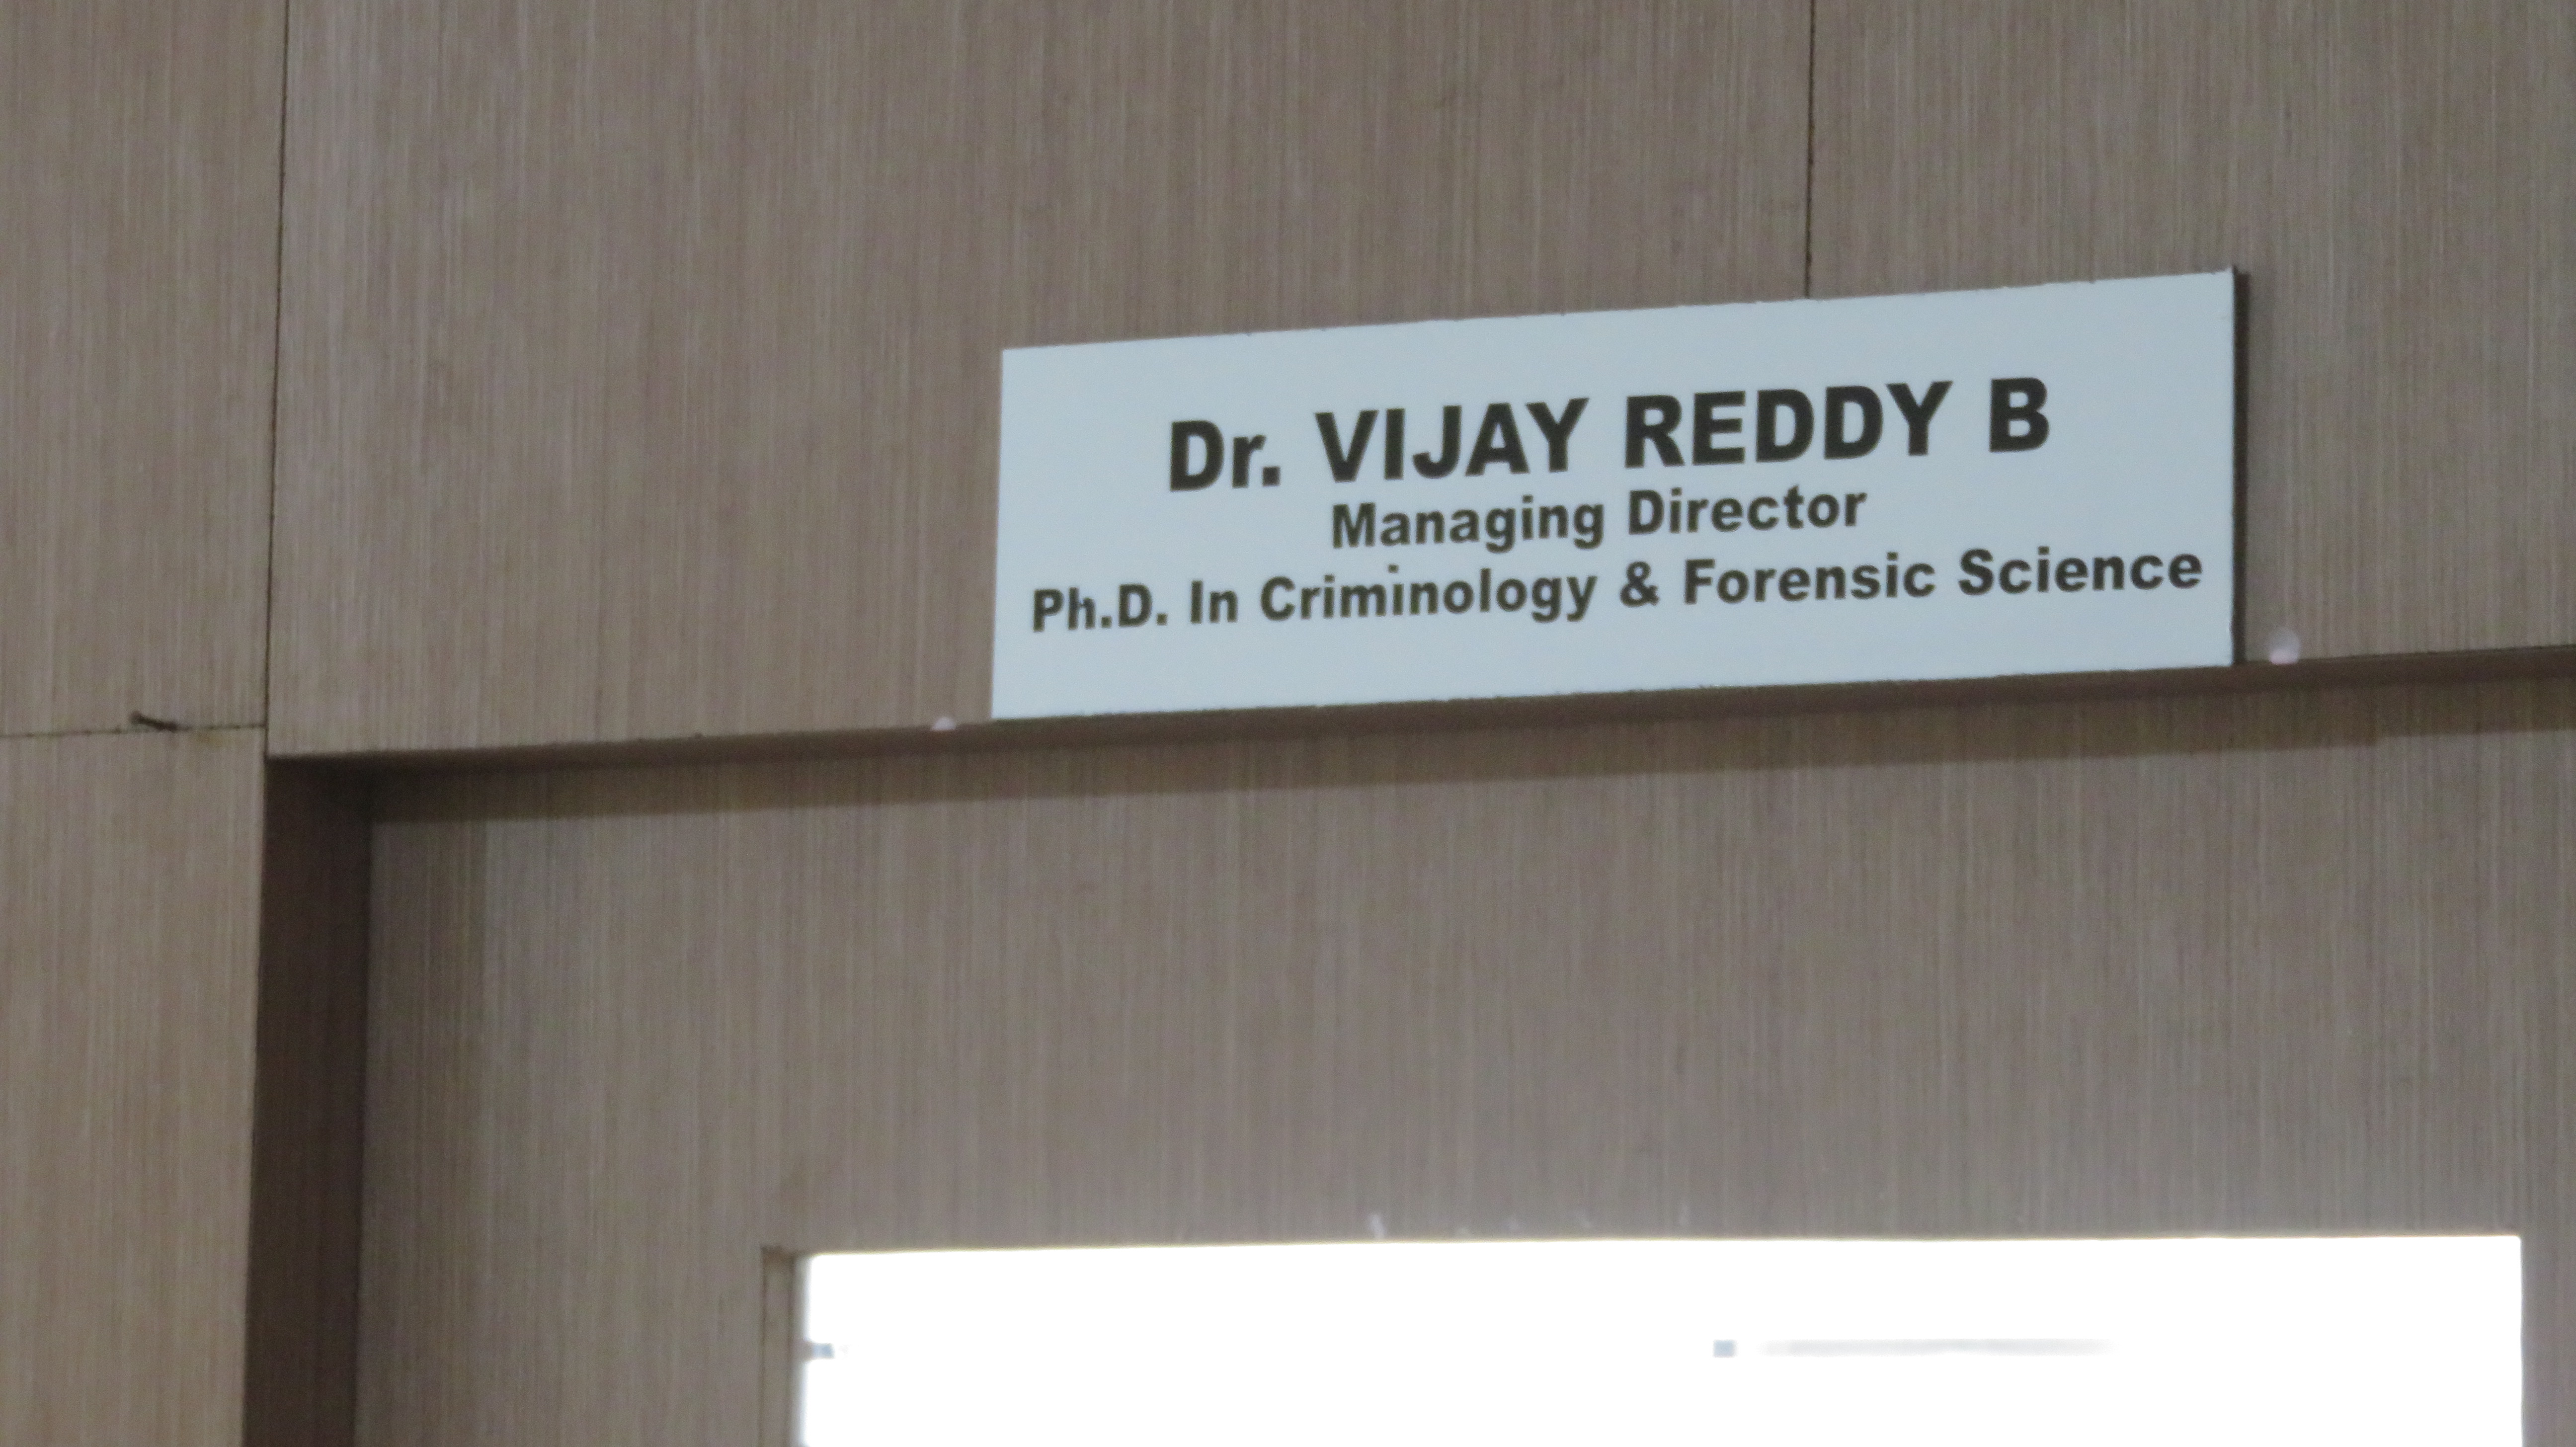 Dr. VIJAY REDDY B
Managing Director
Ph.D. In Criminology & Forensic Science